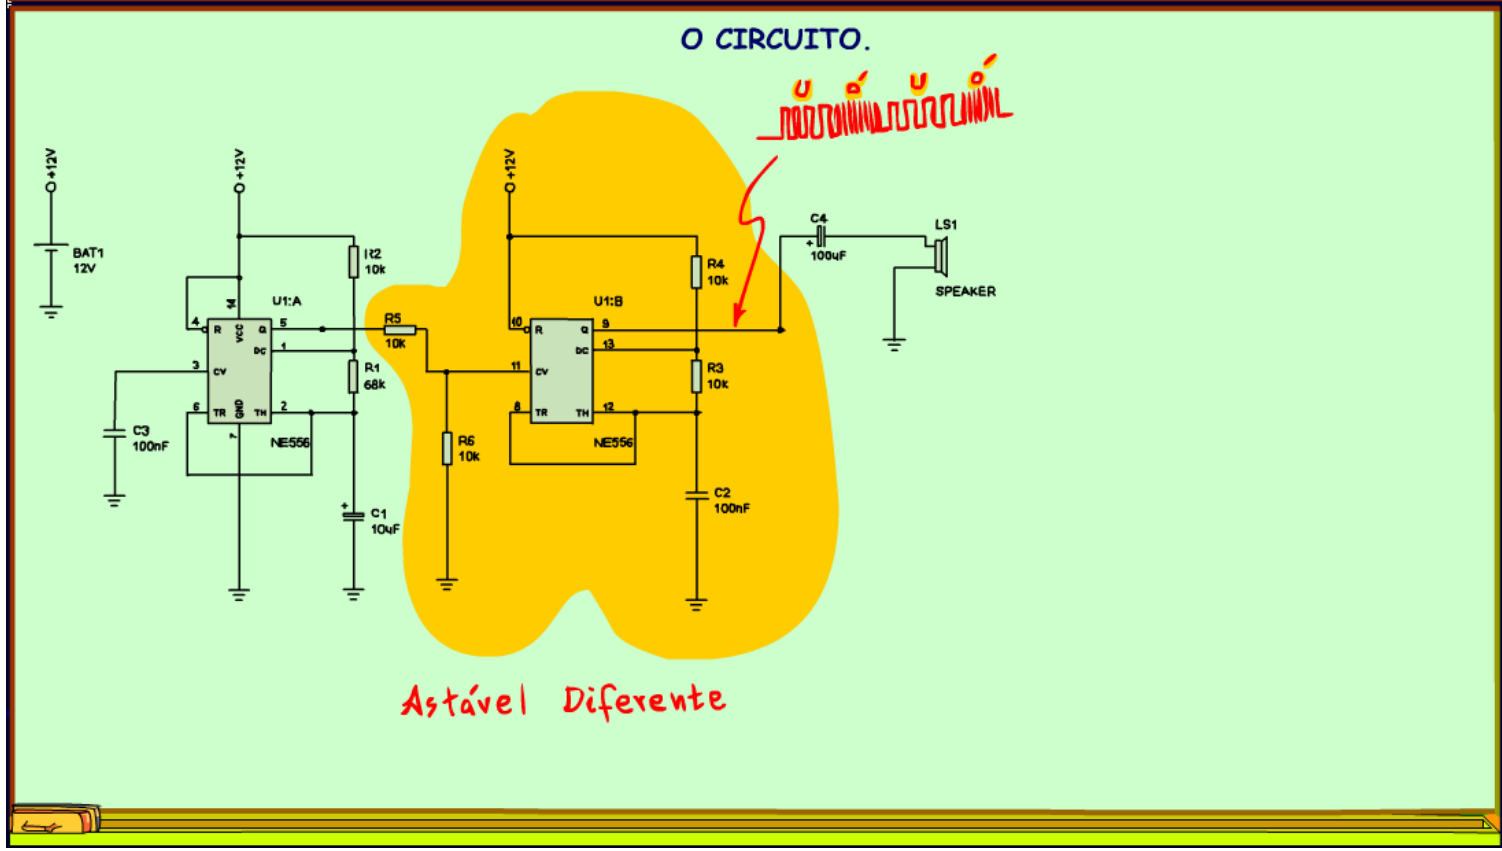 O CIRCUITO.
U Ó U Ó
+12V
+12V
+12V
BAT1
12V
R2
10k
U1:A
14
4 R VCC Q 5
DC 1
3 CV
6 TR GND TH 2
7
NE556
R1
68k
C3
100nF
+
C1
10uF
R5
10k
R6
10k
R4
10k
U1:B
10 R Q 9
DC 13
11 CV
8 TR TH 12
NE556
R3
10k
C2
100nF
C4
+
100uF
LS1
SPEAKER
Astável Diferente